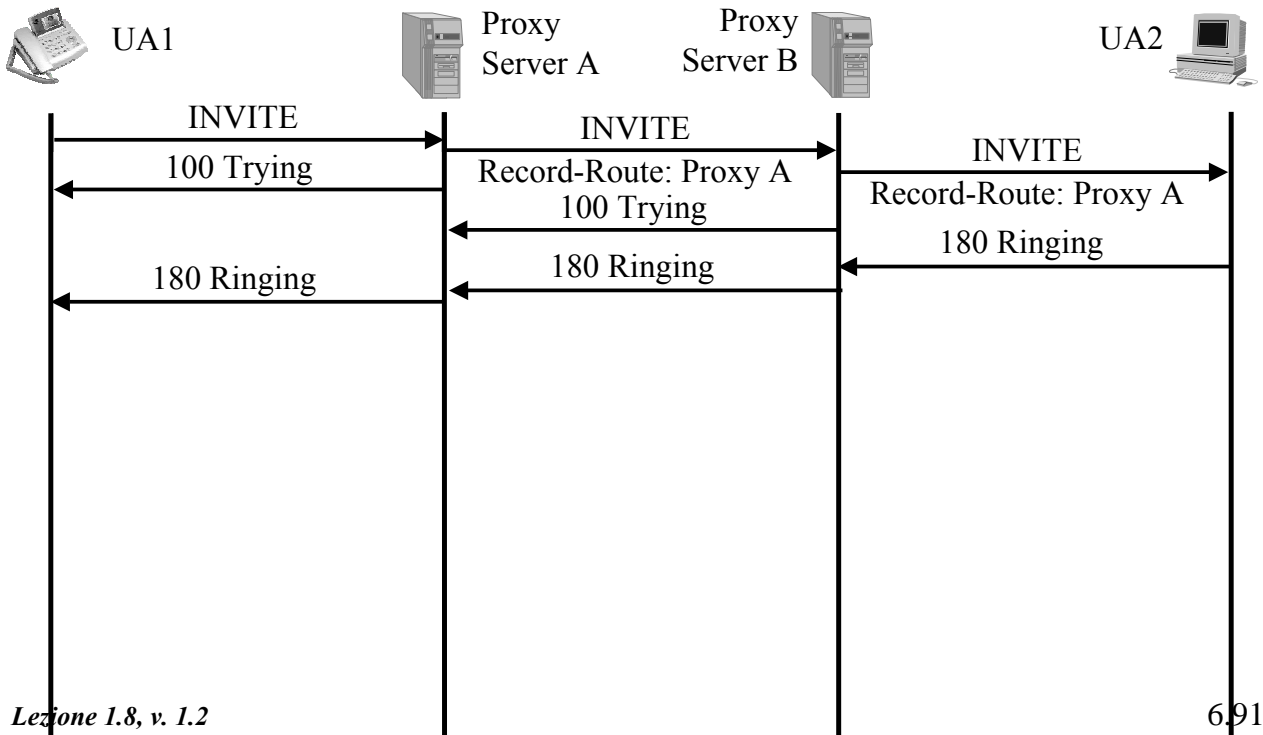 UA1
Proxy
Server A
Proxy
Server B
UA2
INVITE
INVITE
INVITE
100 Trying
Record-Route: Proxy A
Record-Route: Proxy A
100 Trying
180 Ringing
180 Ringing
180 Ringing
Lezione 1.8, v. 1.2
6.91